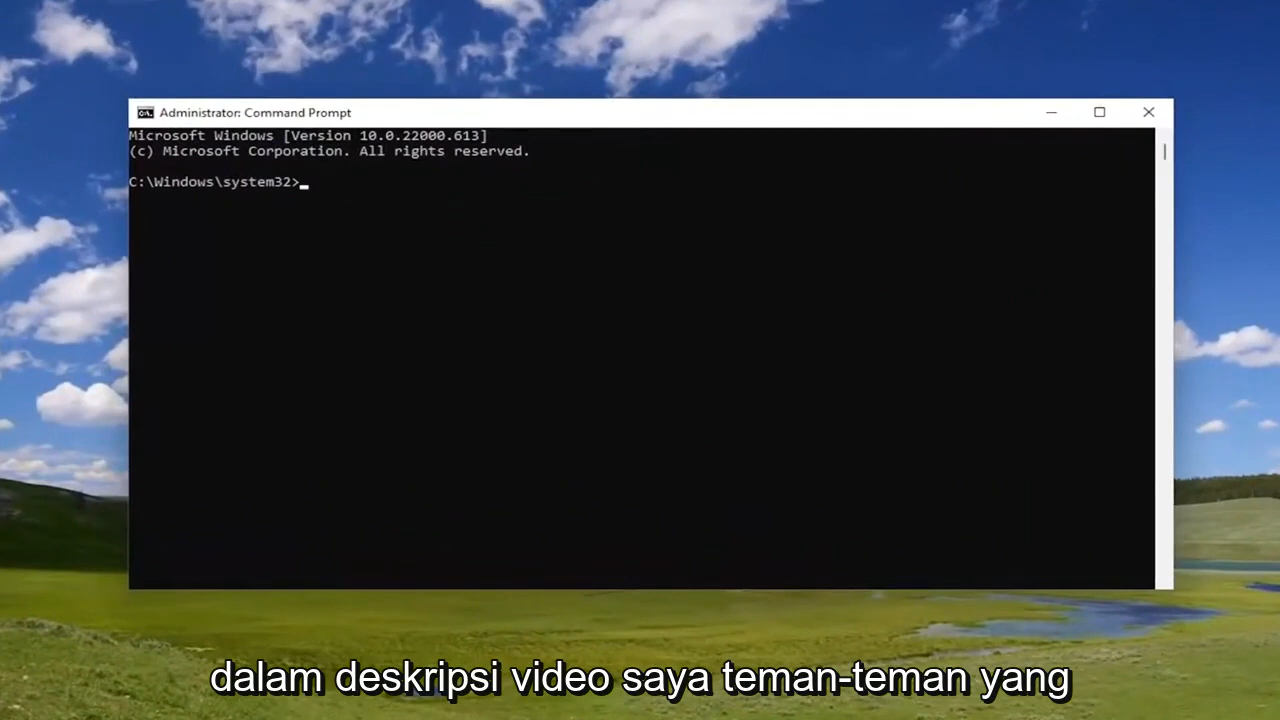 Administrator: Command Prompt
Microsoft Windows [Version 10.0.22000.613]
(c) Microsoft Corporation. All rights reserved.
C:\Windows\system32>
dalam deskripsi video saya teman-teman yang